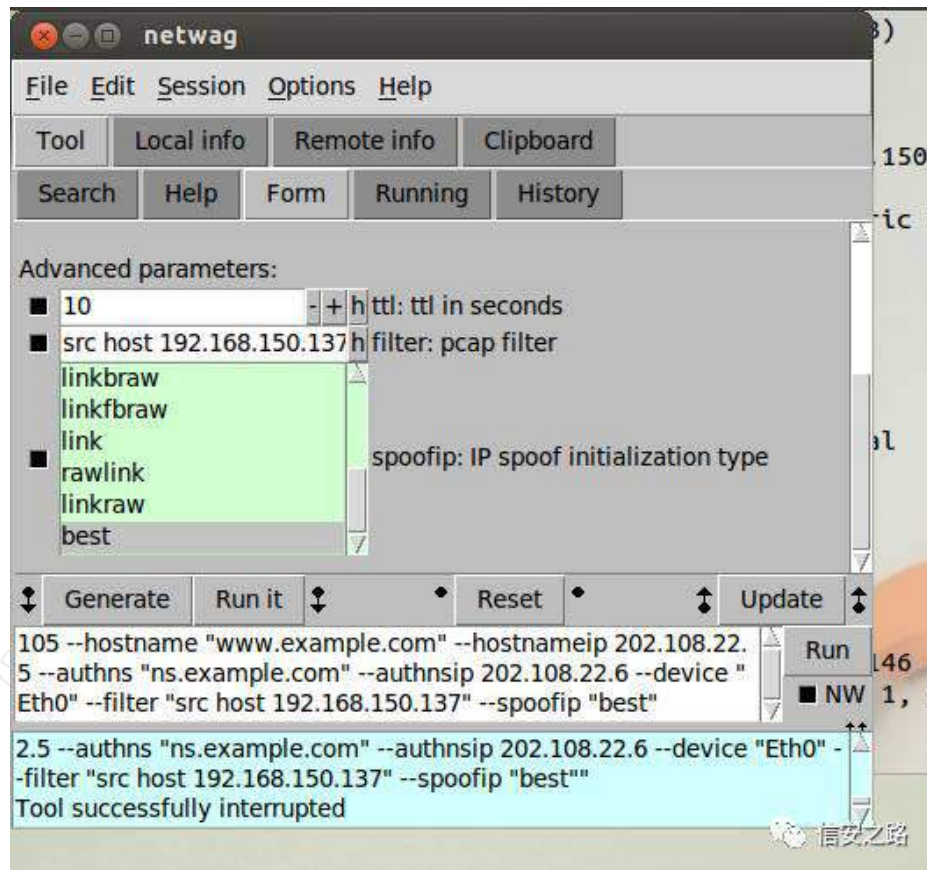 netwag
3)
File Edit Session Options Help
Tool Local info Remote info Clipboard
.150
Search Help Form Running History
ric
Advanced parameters:
10 - + h ttl: ttl in seconds
src host 192.168.150.137 h filter: pcap filter
linkbraw
linkfbraw
link
al
spoofip: IP spoof initialization type
rawlink
linkraw
best
Generate Run it Reset Update
105 --hostname "www.example.com" --hostnameip 202.108.22.
5 --authns "ns.example.com" --authnsip 202.108.22.6 --device "
Eth0" --filter "src host 192.168.150.137" --spoofip "best"
Run
146
NW
1,
2.5 --authns "ns.example.com" --authnsip 202.108.22.6 --device "Eth0" -
-filter "src host 192.168.150.137" --spoofip "best""
Tool successfully interrupted
信安之路